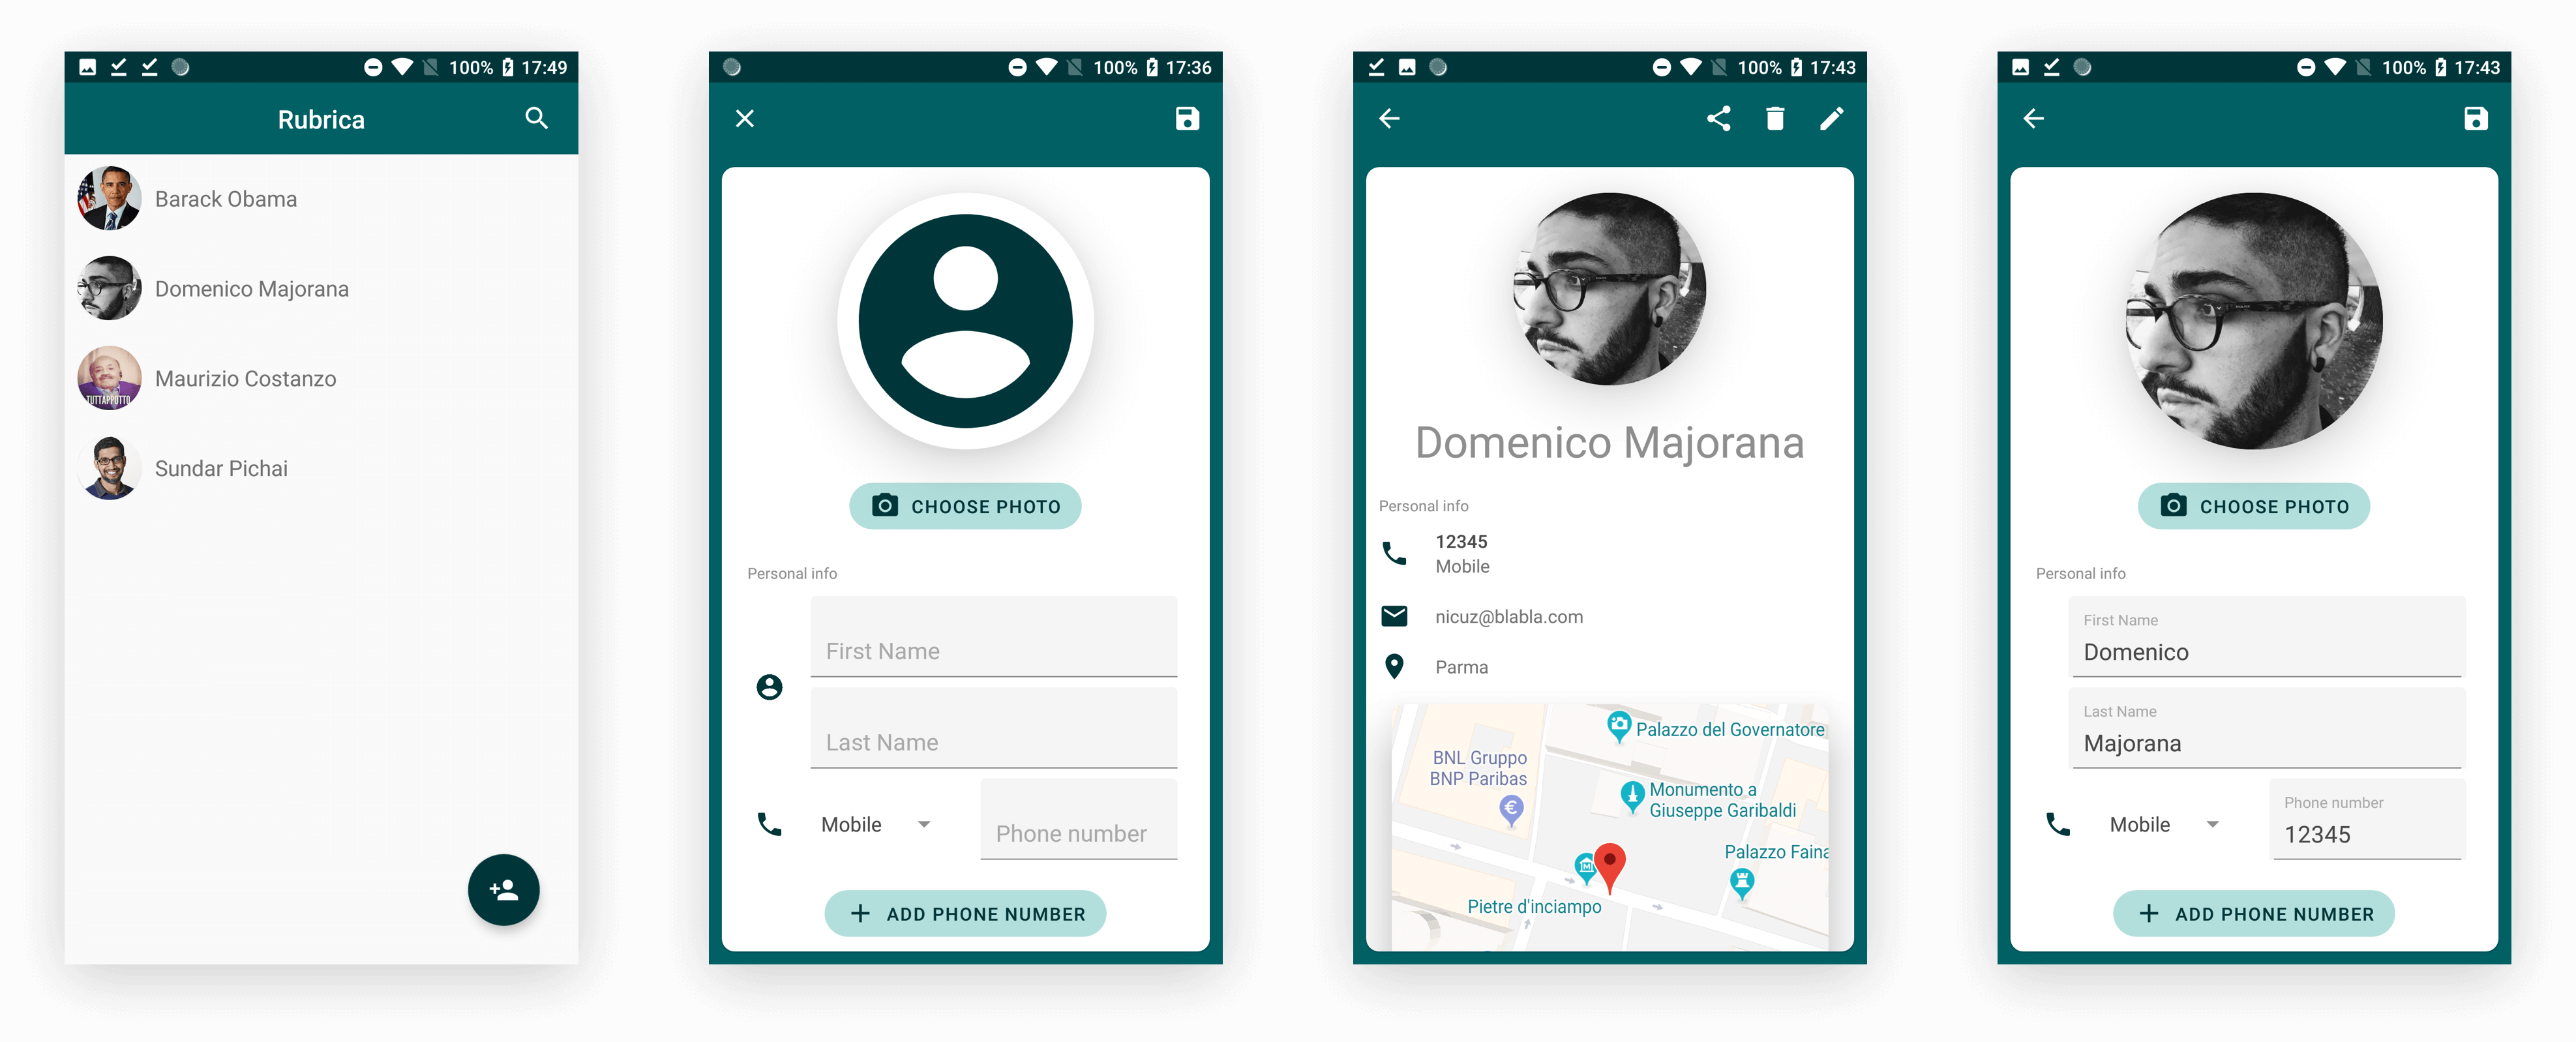 100% 17:49
Rubrica
Barack Obama
Domenico Majorana
Maurizio Costanzo
TUTTAPPOTTO
Sundar Pichai
100% 17:36
CHOOSE PHOTO
Personal info
First Name
Last Name
Mobile
Phone number
ADD PHONE NUMBER
100% 17:43
Domenico Majorana
Personal info
12345
Mobile
nicuz@blabla.com
Parma
Palazzo del Governatore
BNL Gruppo
BNP Paribas
€
Monumento a
Giuseppe Garibaldi
Palazzo Faina
M
Pietre d'inciampo
100% 17:43
CHOOSE PHOTO
Personal info
First Name
Domenico
Last Name
Majorana
Phone number
Mobile
12345
ADD PHONE NUMBER